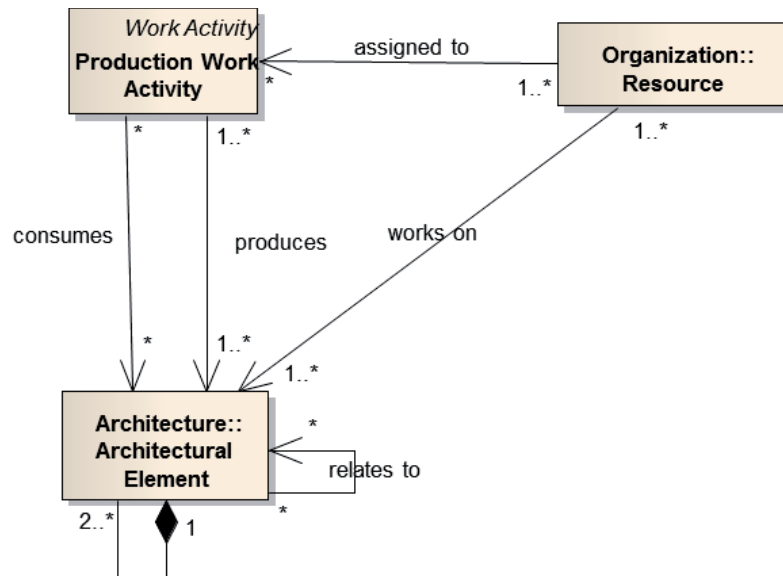 Work Activity
Production Work
Activity
assigned to
Organization::
Resource
*
1..*
*
1..*
1..*
consumes
produces
works on
*
1..*
1..*
Architecture::
Architectural
Element
*
relates to
*
2..*
1